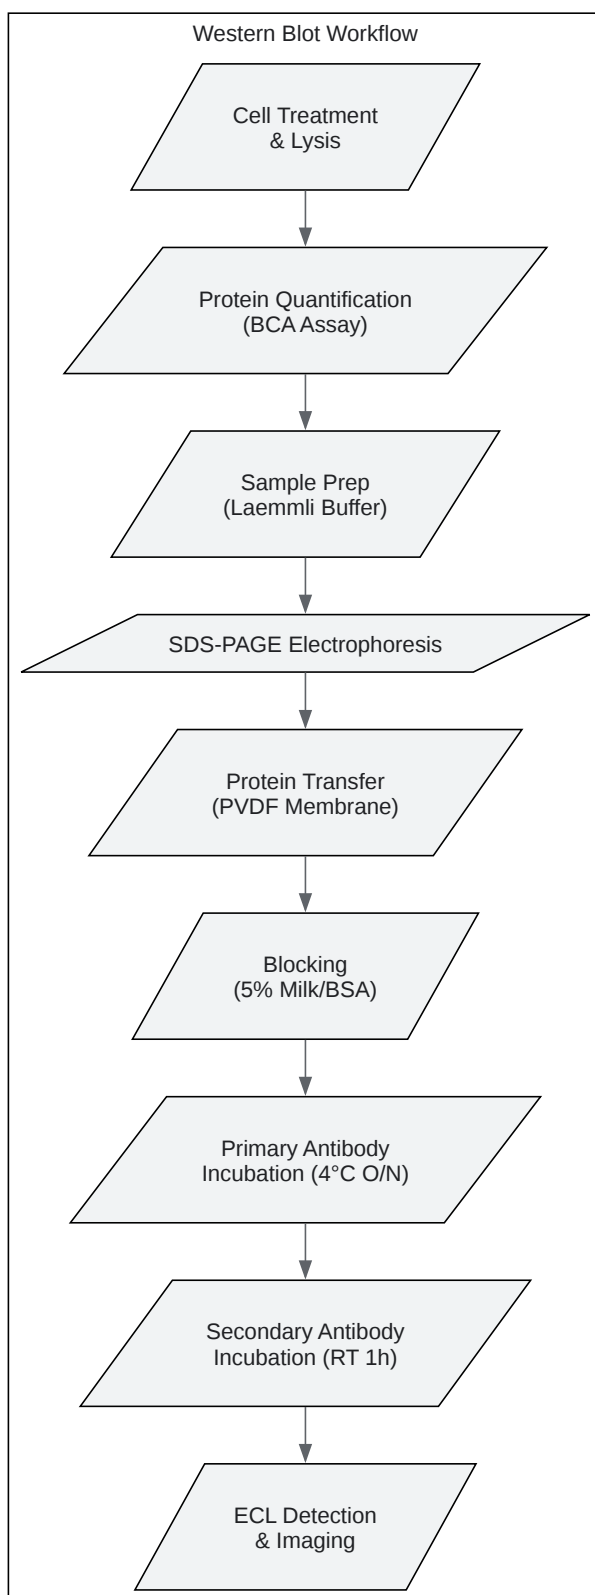 Western Blot Workflow
Cell Treatment
& Lysis
Protein Quantification
(BCA Assay)
Sample Prep
(Laemmli Buffer)
SDS-PAGE Electrophoresis
Protein Transfer
(PVDF Membrane)
Blocking
(5% Milk/BSA)
Primary Antibody
Incubation (4°C O/N)
Secondary Antibody
Incubation (RT 1h)
ECL Detection
& Imaging